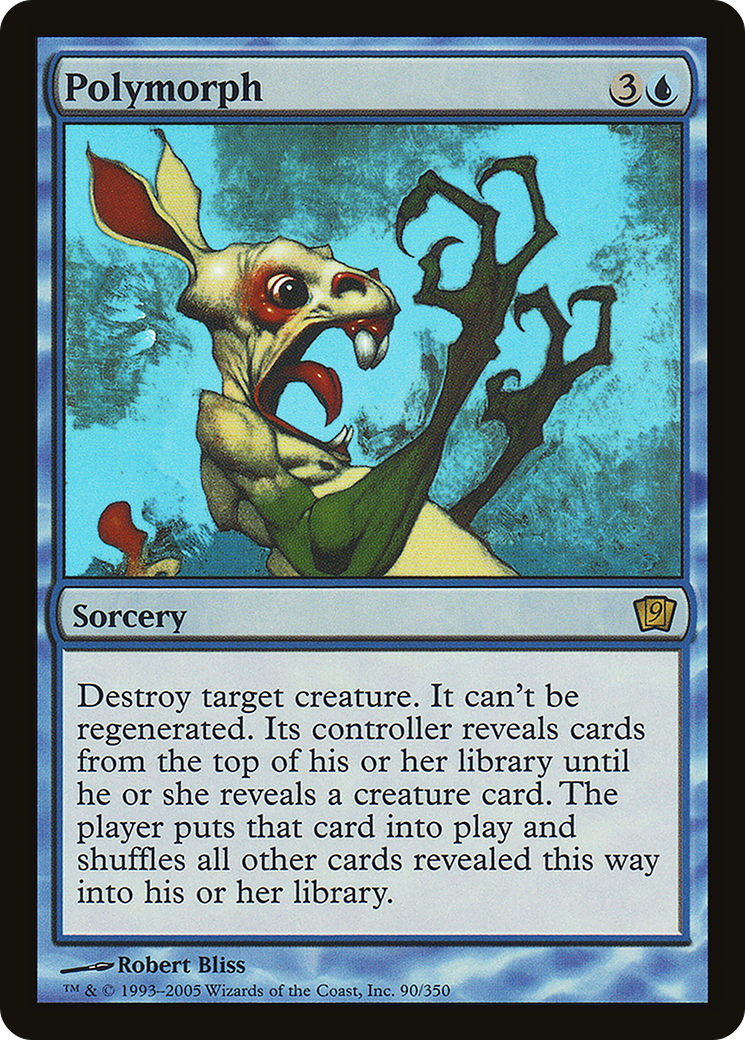 Polymorph 3
Sorcery 9
Destroy target creature. It can't be
regenerated. Its controller reveals cards
from the top of his or her library until
he or she reveals a creature card. The
player puts that card into play and
shuffles all other cards revealed this way
into his or her library.
Robert Bliss
™ & © 1993–2005 Wizards of the Coast, Inc. 90/350